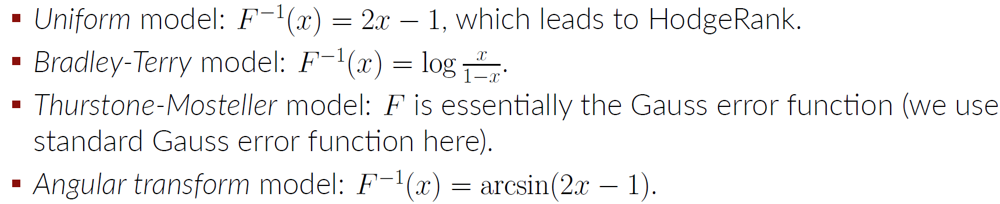 ▪ Uniform model: F⁻¹(x) = 2x − 1, which leads to HodgeRank.
▪ Bradley-Terry model: F⁻¹(x) = log x/(1−x).
▪ Thurstone-Mosteller model: F is essentially the Gauss error function (we use
standard Gauss error function here).
▪ Angular transform model: F⁻¹(x) = arcsin(2x − 1).